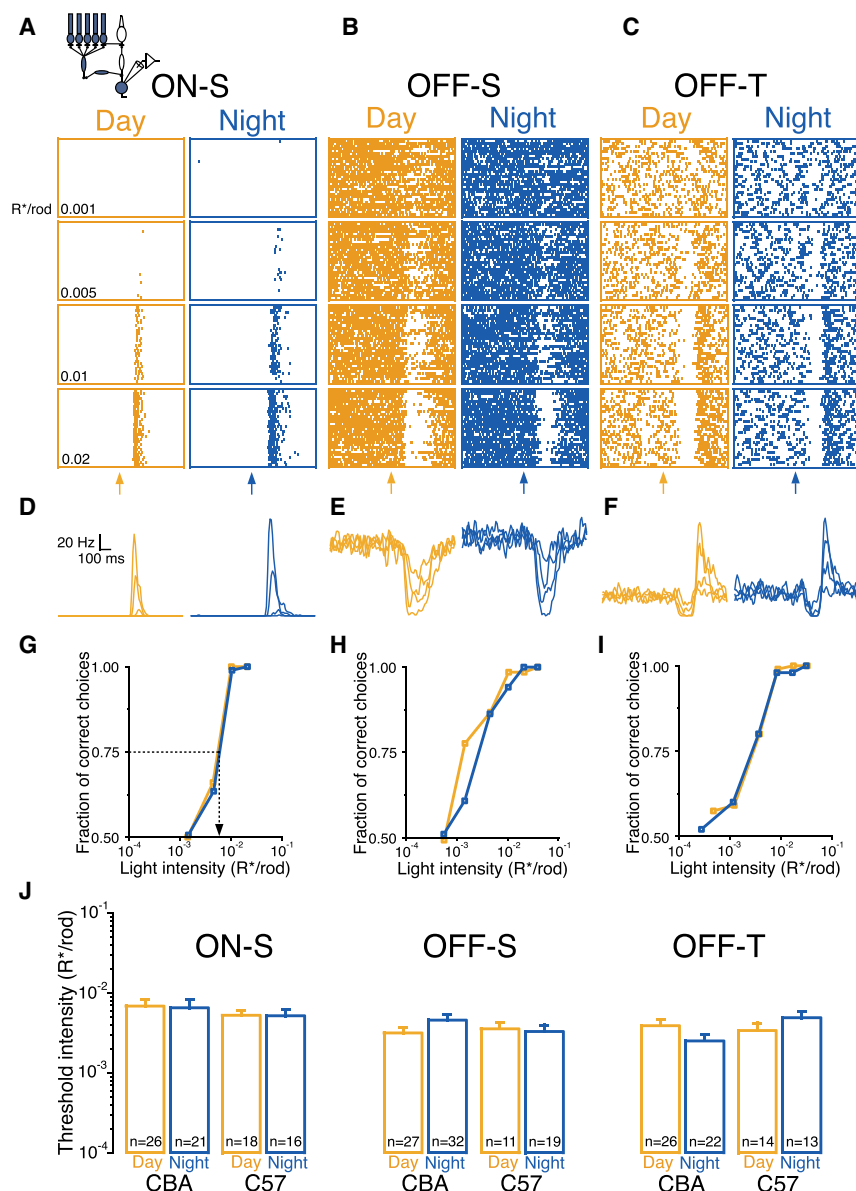 A B C
ON-S OFF-S OFF-T
Day Night Day Night Day Night
R*/rod 0.001
0.005
0.01
0.02
D E F
20 Hz
100 ms
G H I
Fraction of correct choices
1.00
0.75
0.50
10-4 10-3 10-2 10-1
Light intensity (R*/rod)
Fraction of correct choices
1.00
0.75
0.50
10-4 10-3 10-2 10-1
Light intensity (R*/rod)
Fraction of correct choices
1.00
0.75
0.50
10-4 10-3 10-2 10-1
Light intensity (R*/rod)
J
Threshold intensity (R*/rod)
10-1
10-2
10-3
10-4
ON-S OFF-S OFF-T
n=26 n=21 n=18 n=16 n=27 n=32 n=11 n=19 n=26 n=22 n=14 n=13
Day Night Day Night Day Night Day Night Day Night Day Night
CBA C57 CBA C57 CBA C57